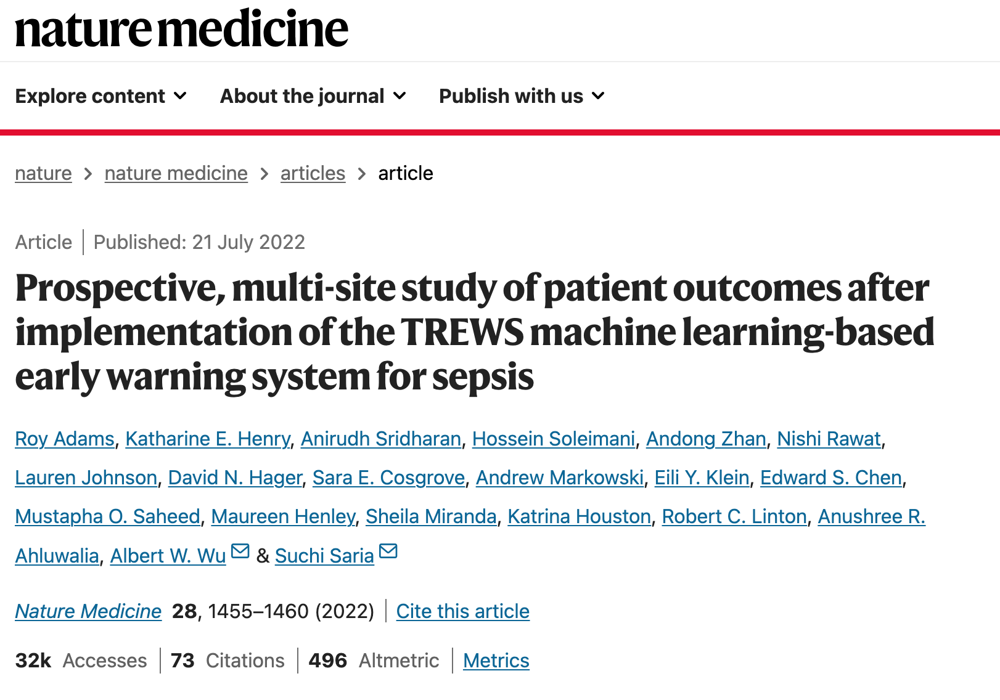 nature medicine
Explore content About the journal Publish with us
nature > nature medicine > articles > article
Article | Published: 21 July 2022
Prospective, multi-site study of patient outcomes after
implementation of the TREWS machine learning-based
early warning system for sepsis
Roy Adams, Katharine E. Henry, Anirudh Sridharan, Hossein Soleimani, Andong Zhan, Nishi Rawat,
Lauren Johnson, David N. Hager, Sara E. Cosgrove, Andrew Markowski, Eili Y. Klein, Edward S. Chen,
Mustapha O. Saheed, Maureen Henley, Sheila Miranda, Katrina Houston, Robert C. Linton, Anushree R.
Ahluwalia, Albert W. Wu & Suchi Saria
Nature Medicine 28, 1455–1460 (2022) | Cite this article
32k Accesses | 73 Citations | 496 Altmetric | Metrics